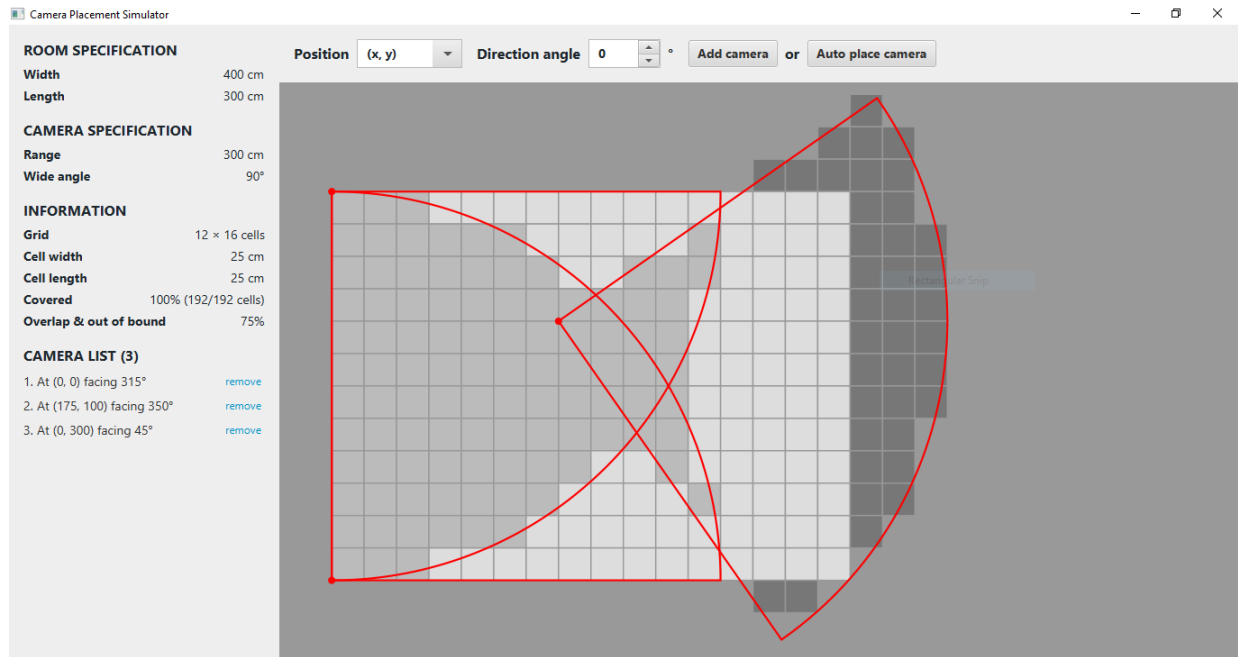 Camera Placement Simulator
ROOM SPECIFICATION
Width 400 cm
Length 300 cm
CAMERA SPECIFICATION
Range 300 cm
Wide angle 90°
INFORMATION
Grid 12 × 16 cells
Cell width 25 cm
Cell length 25 cm
Covered 100% (192/192 cells)
Overlap & out of bound 75%
CAMERA LIST (3)
1. At (0, 0) facing 315° remove
2. At (175, 100) facing 350° remove
3. At (0, 300) facing 45° remove
Position (x, y) Direction angle 0 ° Add camera or Auto place camera
Rectangular Snip